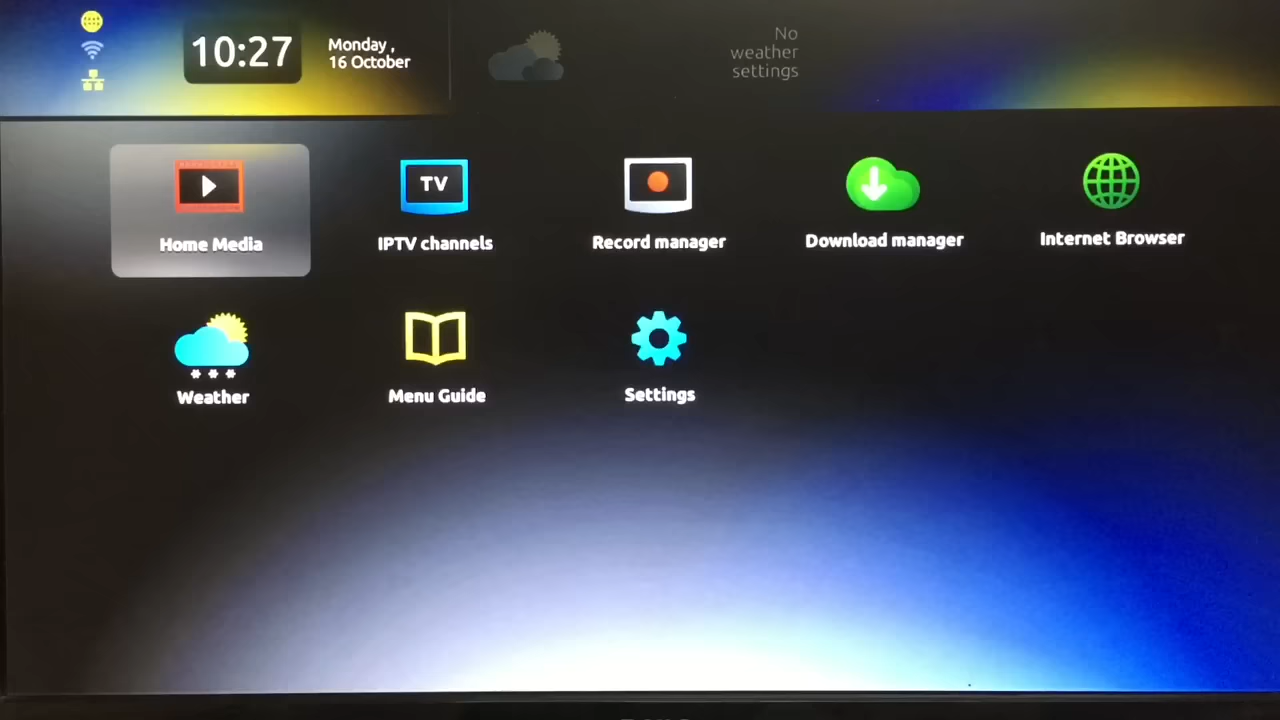 10:27
Monday ,
16 October
No
weather
settings
Home Media
TV
IPTV channels
Record manager
Download manager
Internet Browser
Weather
Menu Guide
Settings